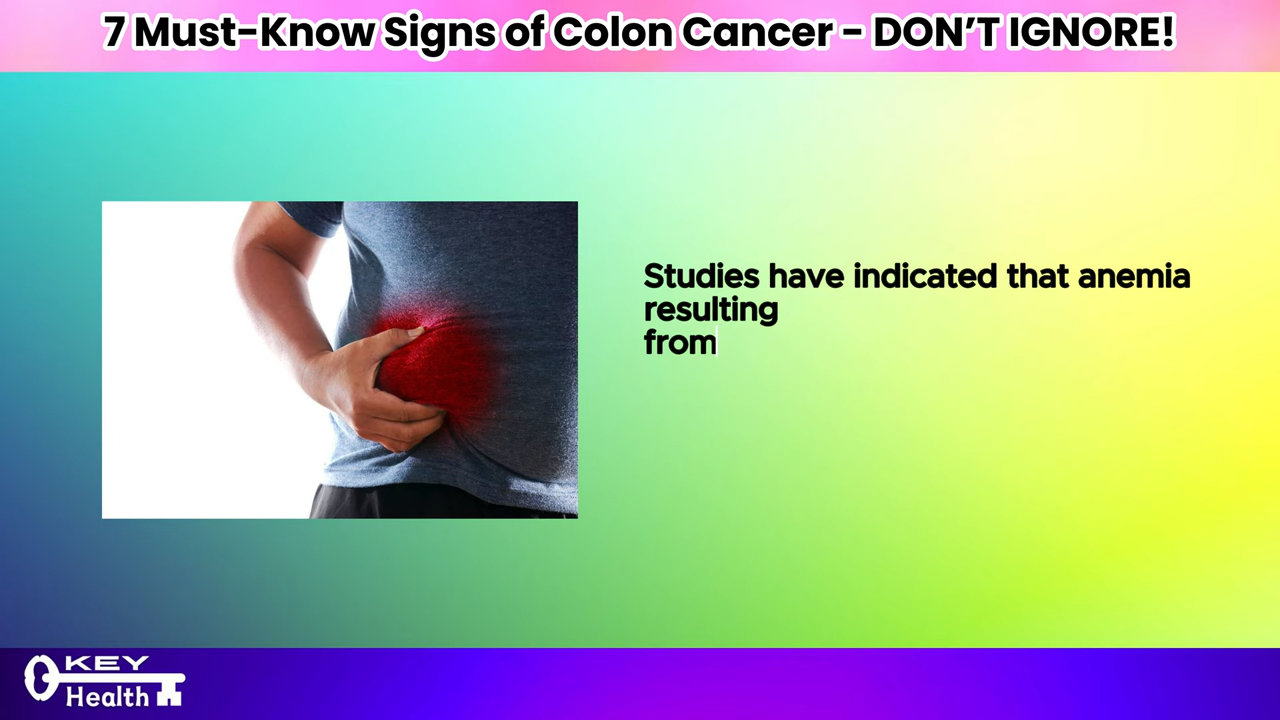 7 Must-Know Signs of Colon Cancer - DON'T IGNORE!
Studies have indicated that anemia
resulting
from
KEY
Health